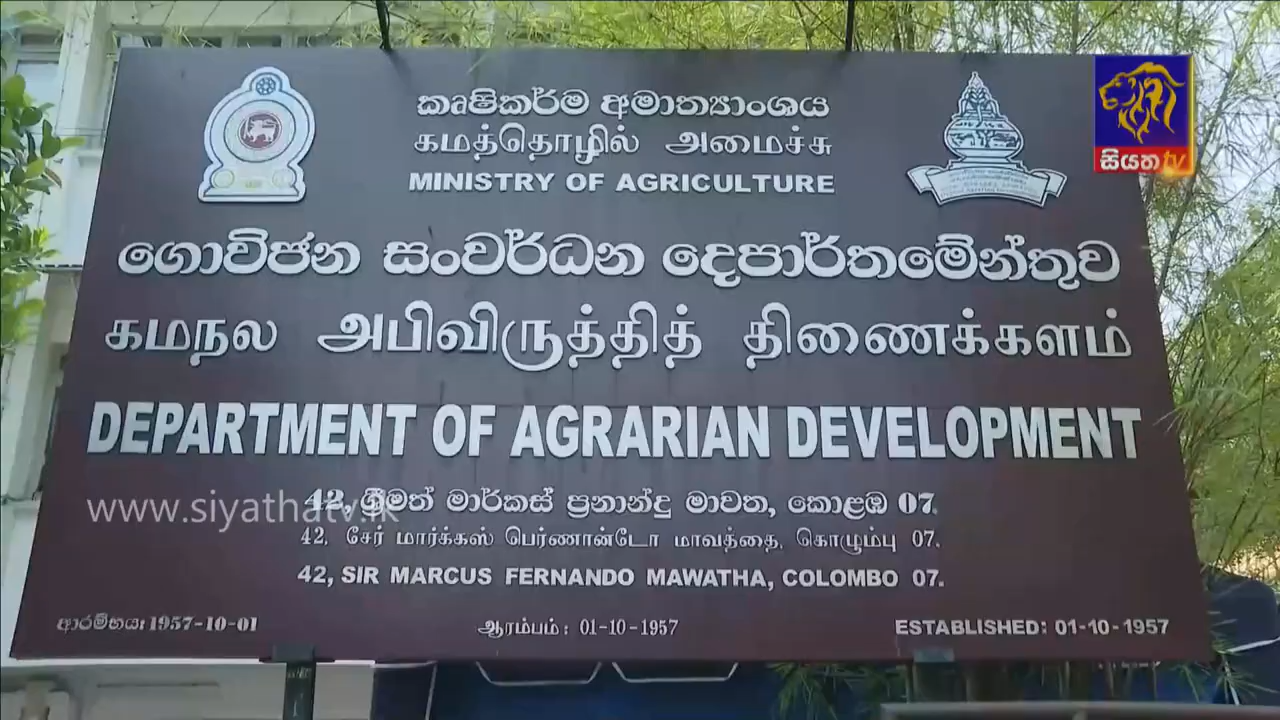 කෘෂිකර්ම අමාත්‍යාංශය
கமத்தொழில் அமைச்சு
MINISTRY OF AGRICULTURE
සියත tv
ගොවිජන සංවර්ධන දෙපාර්තමේන්තුව
கமநல அபிவிருத்தித் திணைக்களம்
DEPARTMENT OF AGRARIAN DEVELOPMENT
www.siyathatv.lk
42, ශ්‍රීමත් මාර්කස් ප්‍රනාන්දු මාවත, කොළඹ 07.
42, சேர் மார்க்கஸ் பெர்ணான்டோ மாவத்தை, கொழும்பு 07.
42, SIR MARCUS FERNANDO MAWATHA, COLOMBO 07.
ආරම්භය: 1957-10-01
ஆரம்பம் : 01-10-1957
ESTABLISHED: 01-10-1957